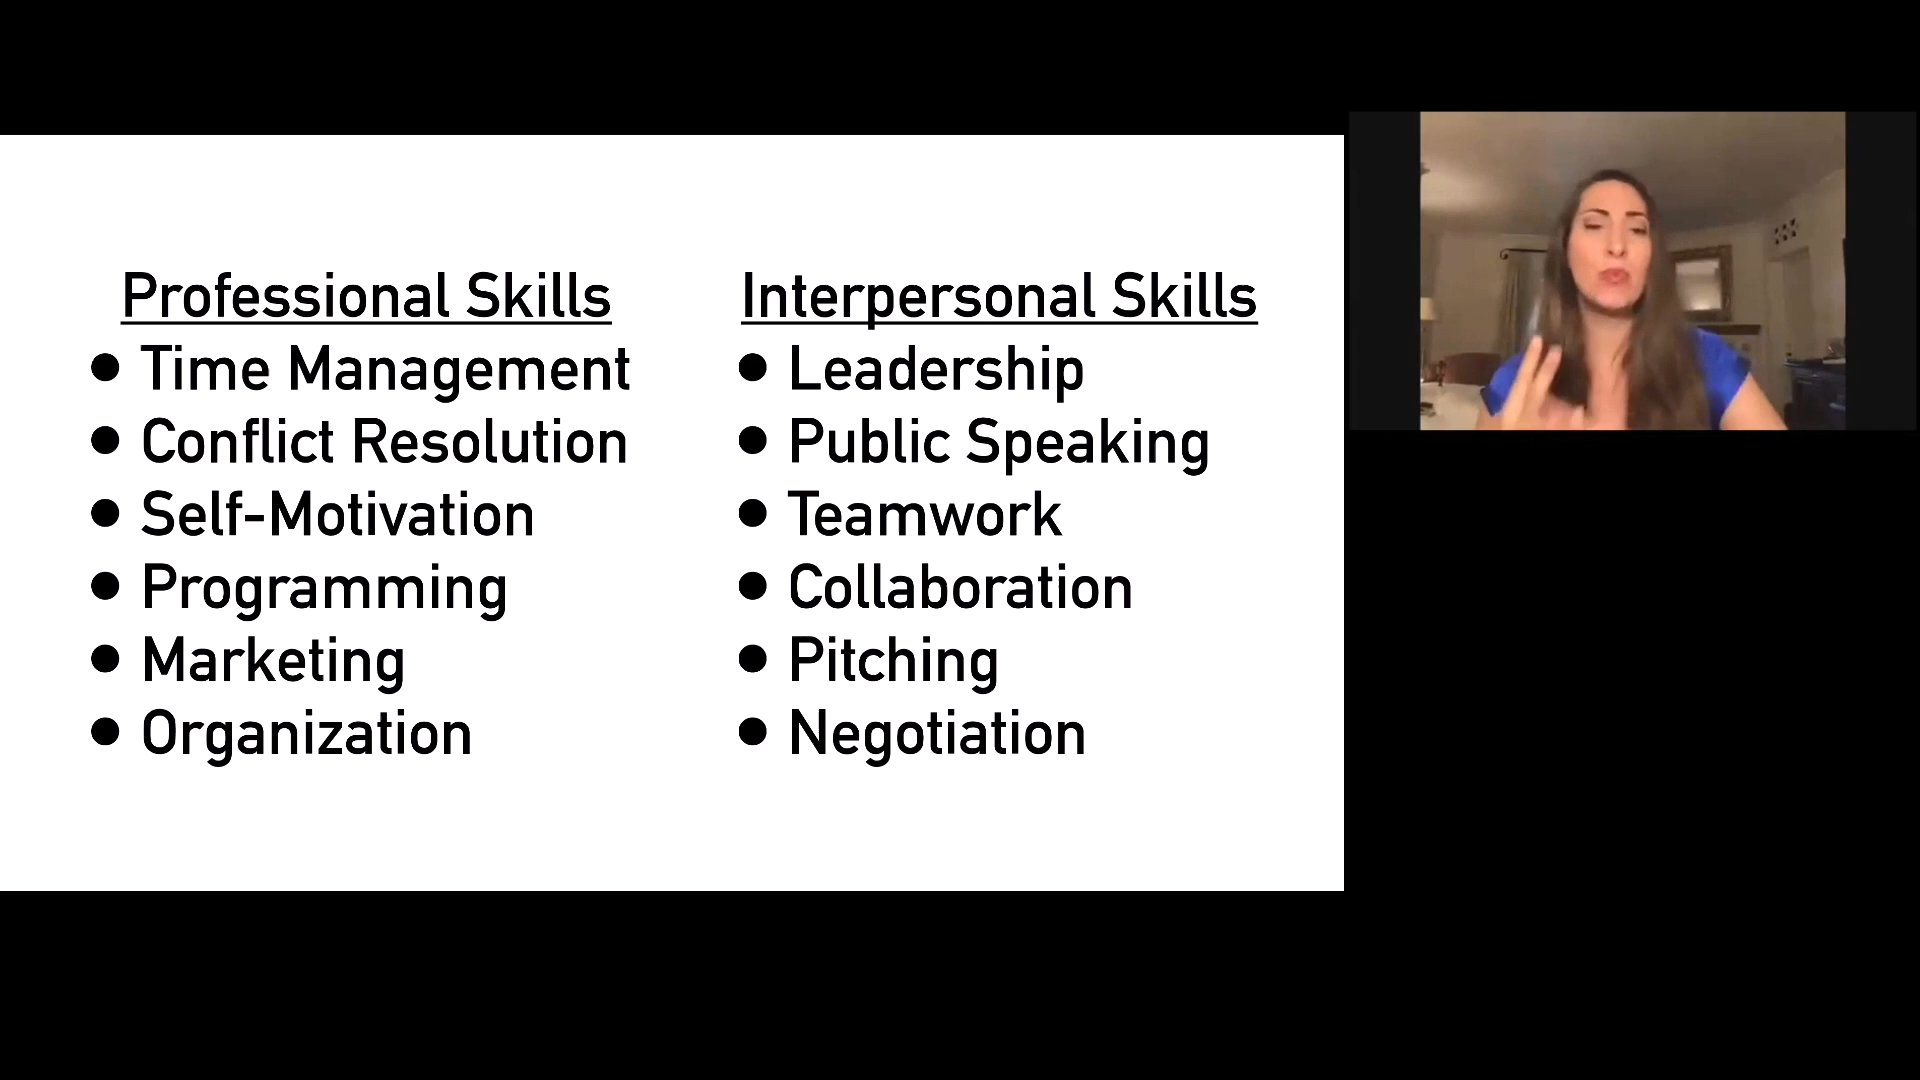 Professional Skills
● Time Management
● Conflict Resolution
● Self-Motivation
● Programming
● Marketing
● Organization
Interpersonal Skills
● Leadership
● Public Speaking
● Teamwork
● Collaboration
● Pitching
● Negotiation